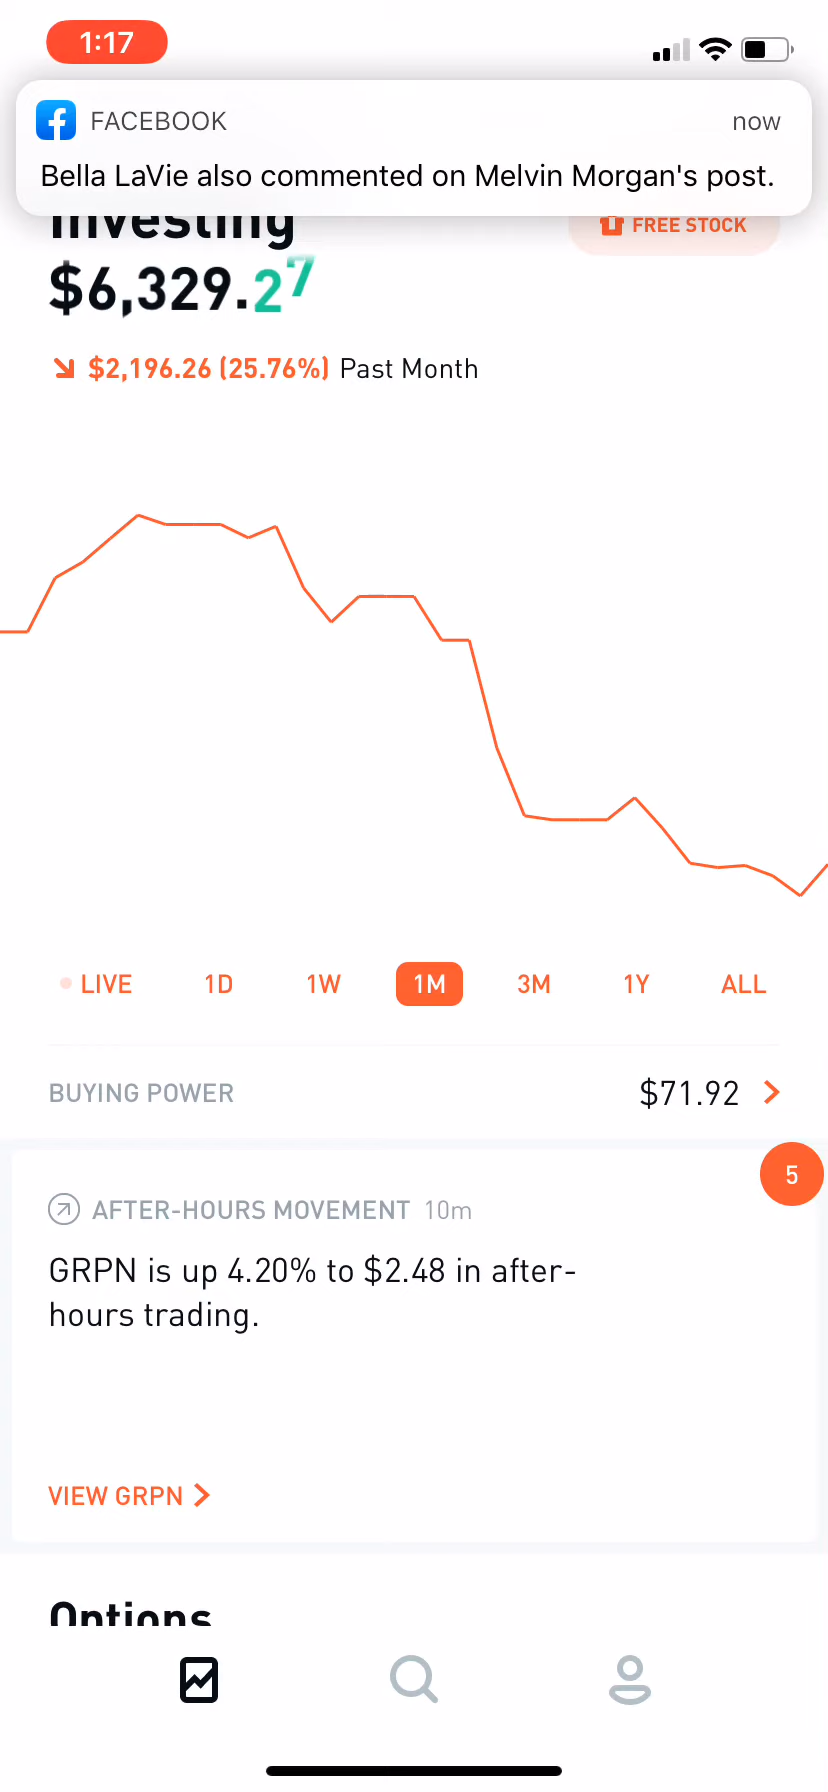 1:17
FACEBOOK
now
Bella LaVie also commented on Melvin Morgan's post.
Investing
FREE STOCK
$6,329.27
$2,196.26 (25.76%) Past Month
LIVE 1D 1W 1M 3M 1Y ALL
BUYING POWER
$71.92
5
AFTER-HOURS MOVEMENT 10m
GRPN is up 4.20% to $2.48 in after-
hours trading.
VIEW GRPN
Options